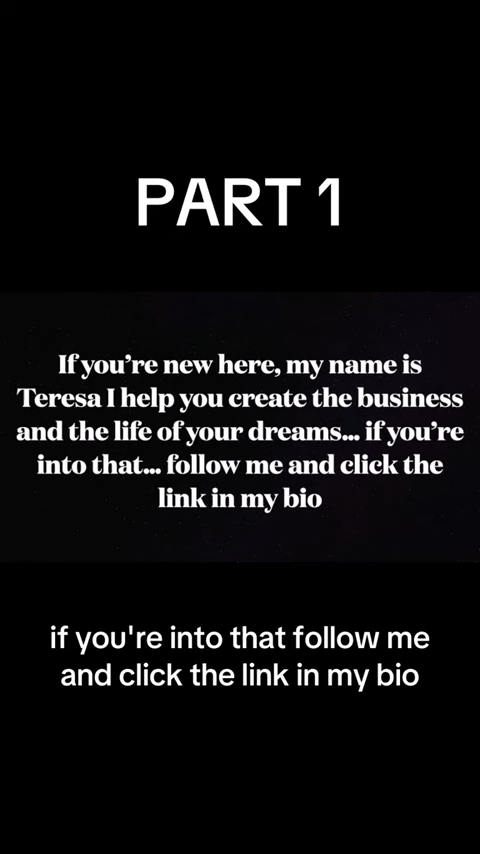 PART 1
If you’re new here, my name is
Teresa I help you create the business
and the life of your dreams... if you’re
into that... follow me and click the
link in my bio
if you're into that follow me
and click the link in my bio